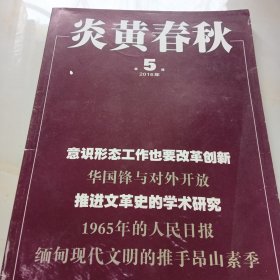 炎黄春秋
第5期
2016年
意识形态工作也要改革创新
华国锋与对外开放
推进文革史的学术研究
1965年的人民日报
缅甸现代文明的推手昂山素季